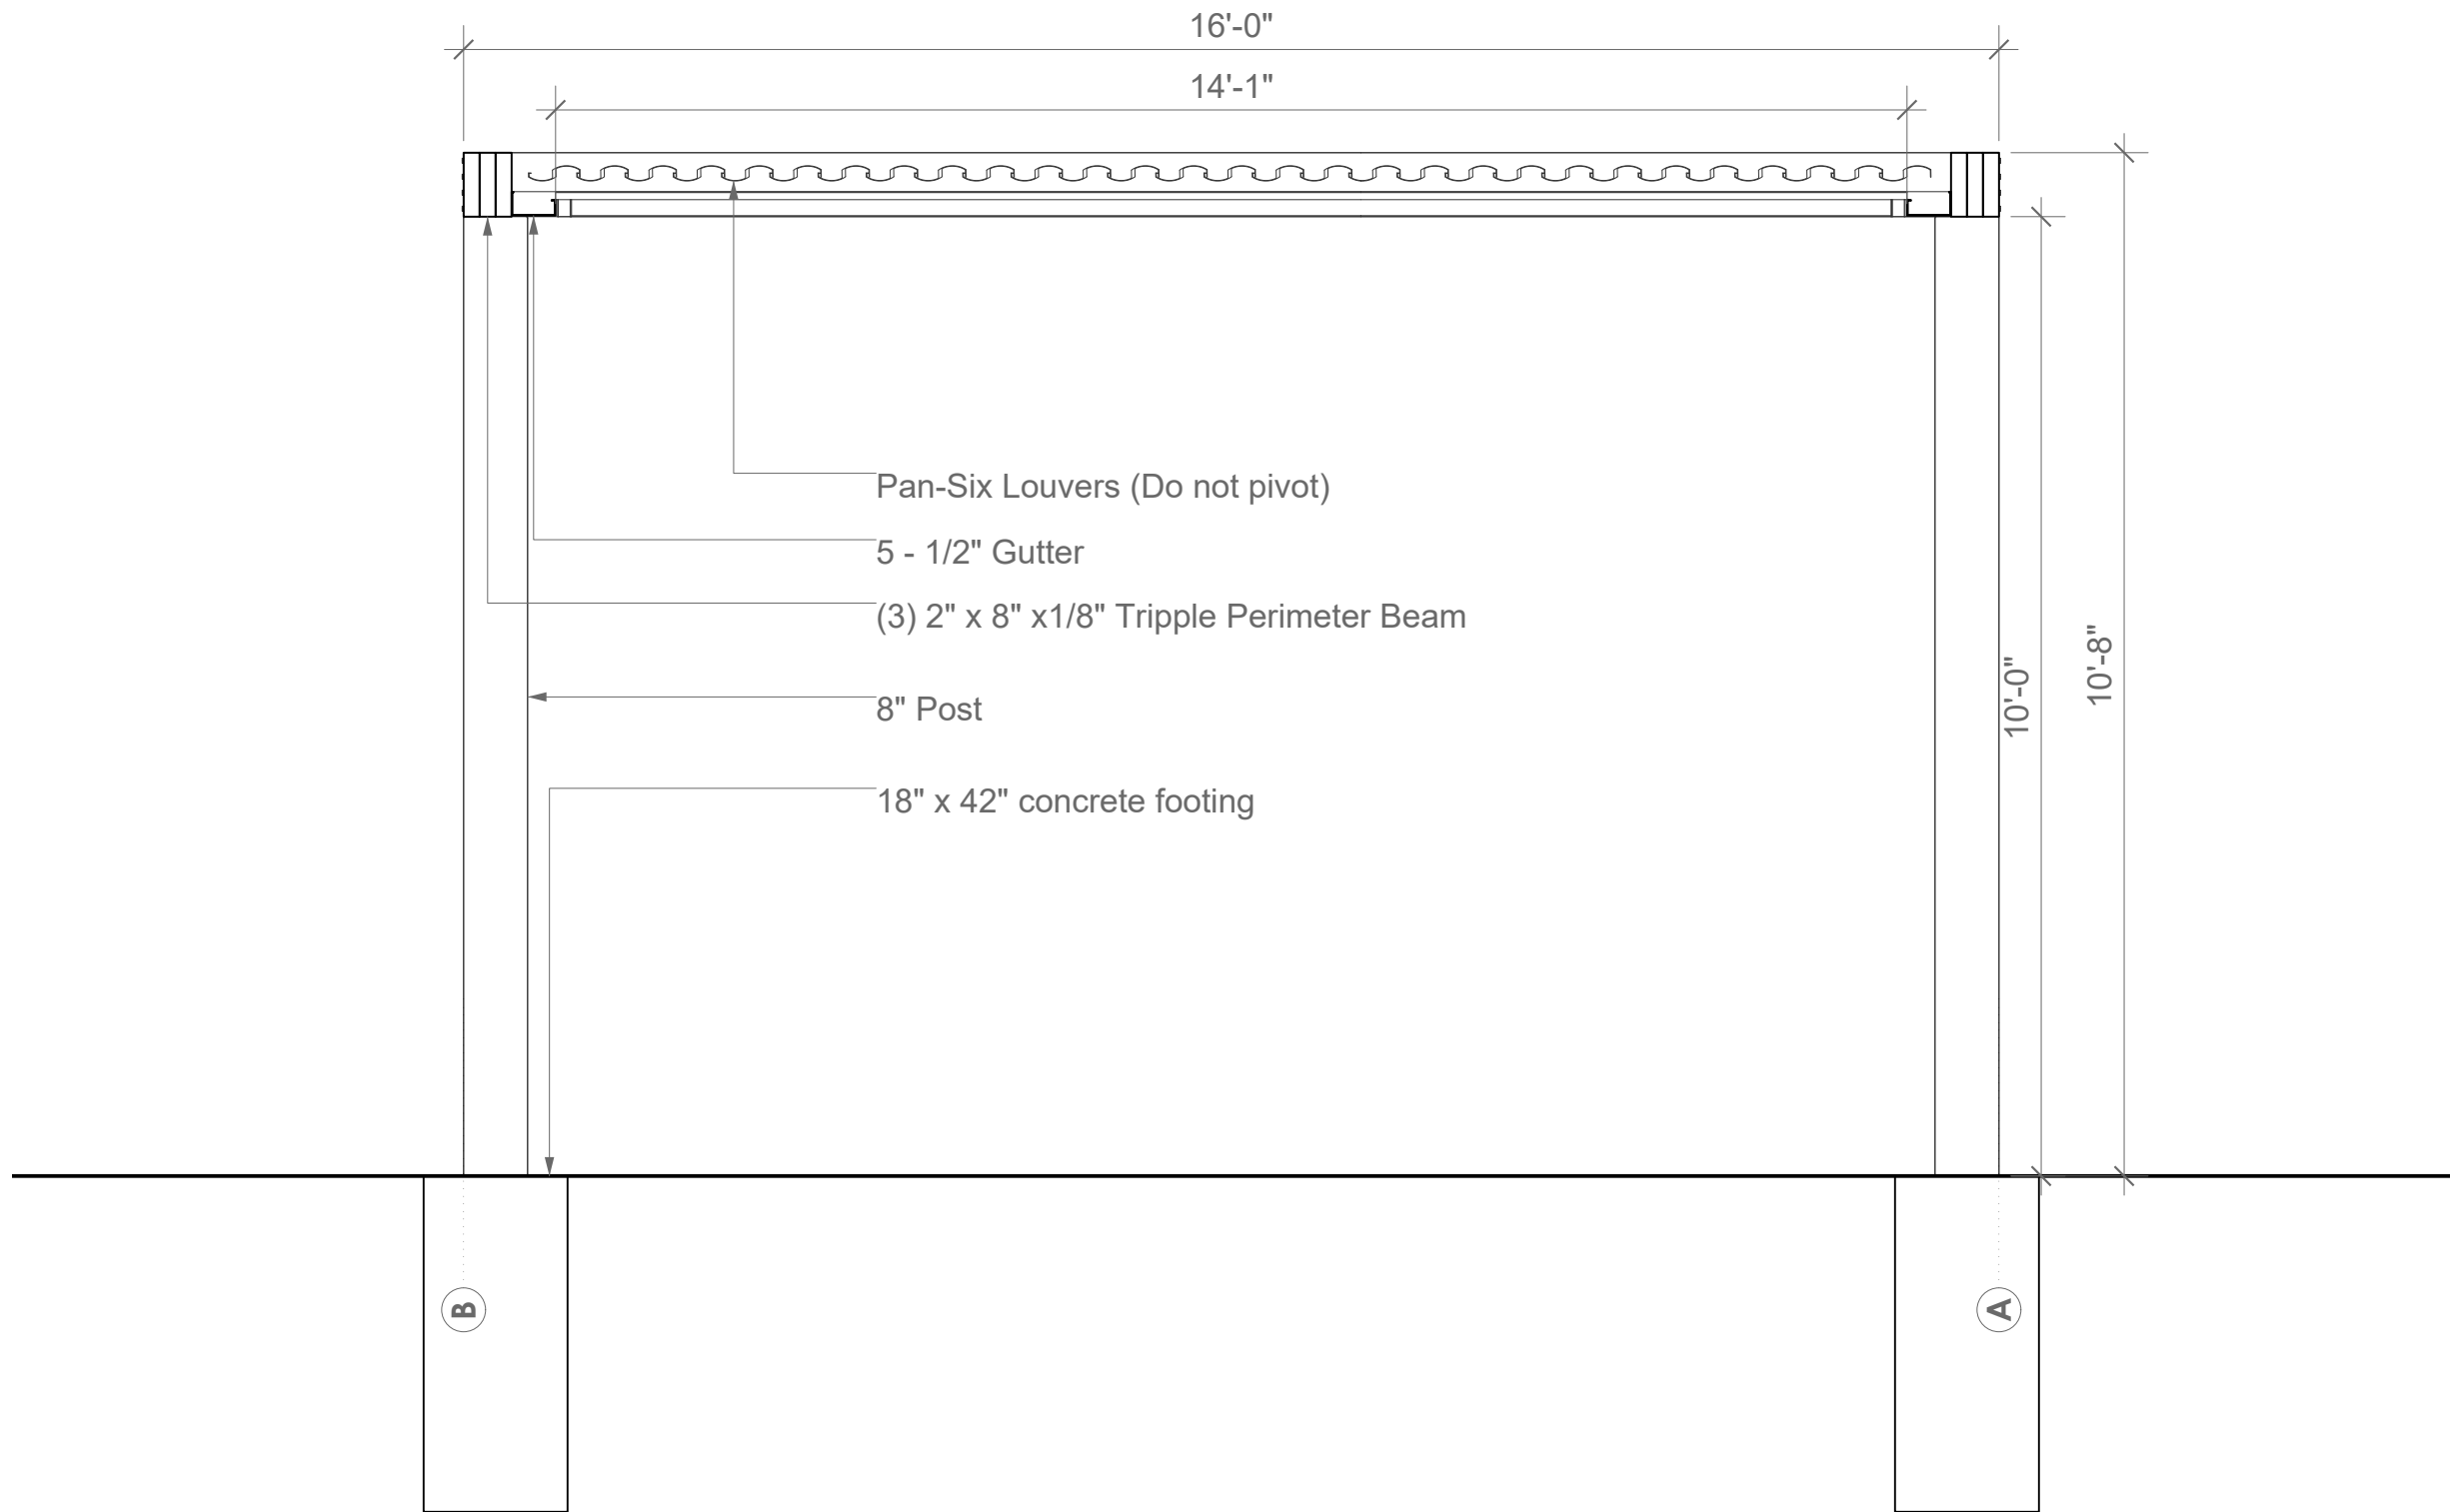 16'-0"
14'-1"
Pan-Six Louvers (Do not pivot)
5 - 1/2" Gutter
(3) 2" x 8" x1/8" Tripple Perimeter Beam
8" Post
18" x 42" concrete footing
10'-0"
10'-8"
B
A